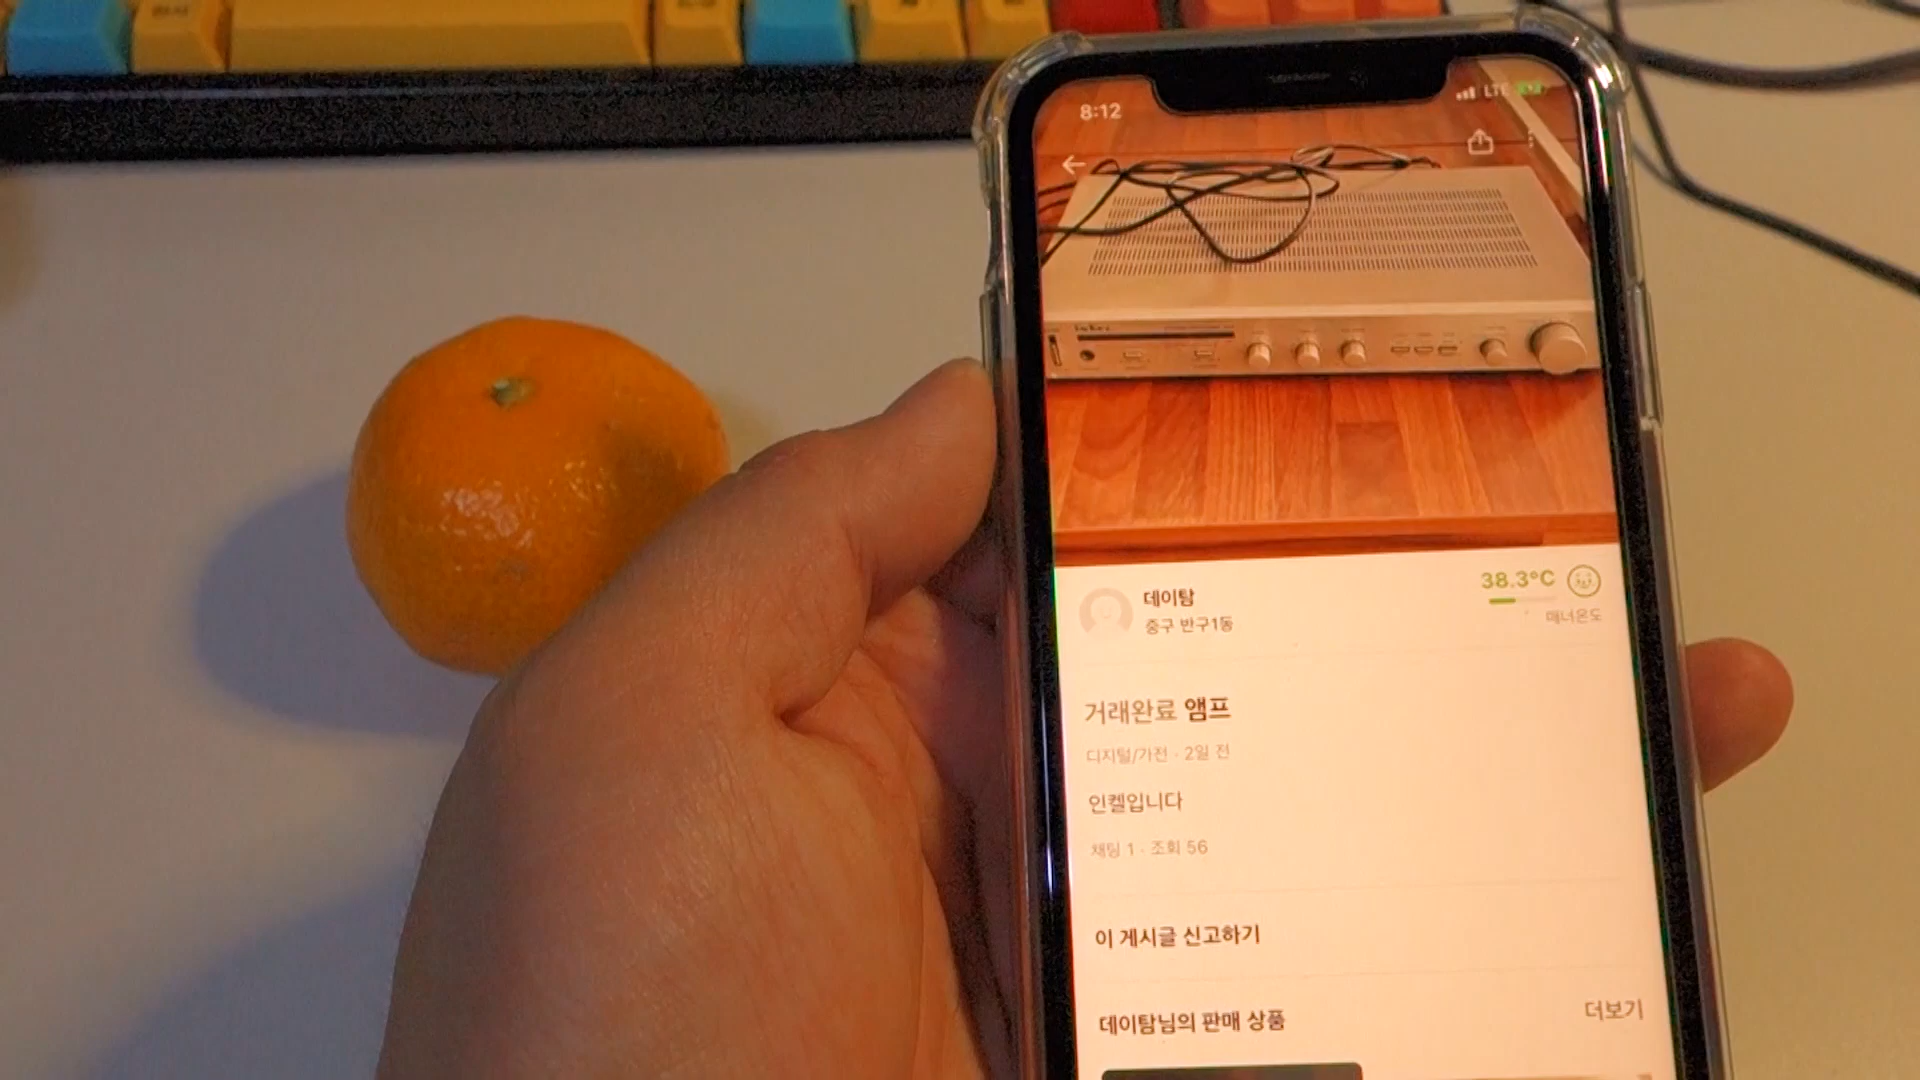 8:12
LTE
데이탐
중구 반구1동
38.3°C
매너온도
거래완료 앰프
디지털/가전 · 2일 전
인켈입니다
채팅 1 · 조회 56
이 게시글 신고하기
데이탐님의 판매 상품
더보기